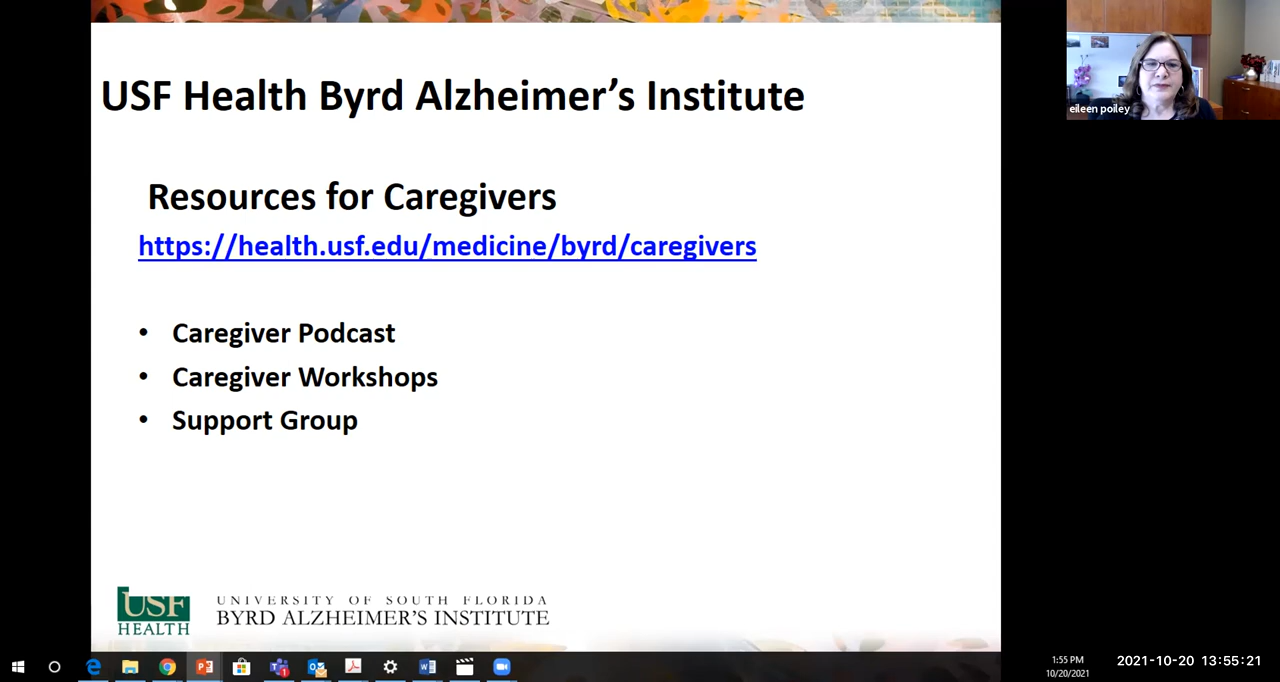 USF Health Byrd Alzheimer’s Institute
eileen poiley
Resources for Caregivers
https://health.usf.edu/medicine/byrd/caregivers
• Caregiver Podcast
• Caregiver Workshops
• Support Group
USF
HEALTH
UNIVERSITY OF SOUTH FLORIDA
BYRD ALZHEIMER'S INSTITUTE
1:55 PM
10/20/2021
2021-10-20 13:55:21